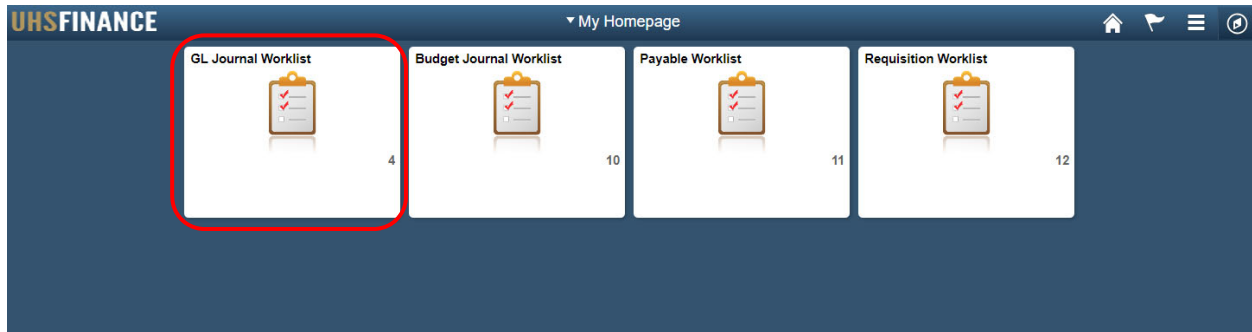 UHSFINANCE
My Homepage
GL Journal Worklist
4
Budget Journal Worklist
10
Payable Worklist
11
Requisition Worklist
12